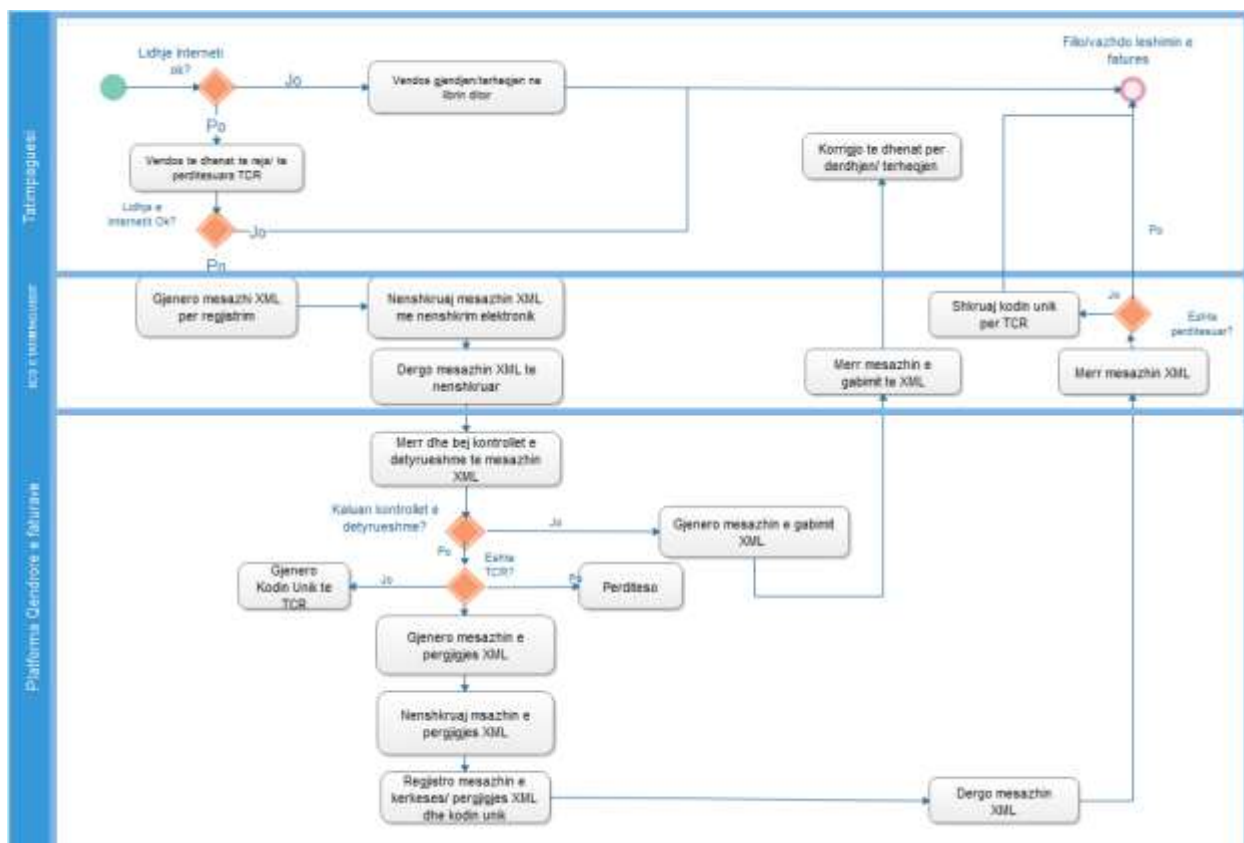 Tatimpaguesi
Lidhje interneti
ok?
Jo
Vendos gjendjen/terheqjen ne
librin ditor
Fillo/vazhdo leshimin e
fatures
Po
Vendos te dhenat te reja/ te
perditesuara TCR
Lidhja e
internetit Ok?
Jo
Po
Korrigjo te dhenat per
derdhjen/ terheqjen
Po
Gjenero mesazhi XML
per regjistrim
Nenshkruaj mesazhin XML
me nenshkrim elektronik
Dergo mesazhin XML te
nenshkruar
Merr mesazhin e
gabimit te XML
Shkruaj kodin unik
per TCR
Jo
Eshte
perditesuar?
Merr mesazhin XML
Platforma Qendrore e faturave
Merr dhe bej kontrollet e
detyrueshme te mesazhin
XML
Kaluan kontrollet e
detyrueshme?
Jo
Gjenero mesazhin e gabimit
XML
Po
Eshte
TCR?
Gjenero
Kodin Unik te
TCR
Jo
Po
Perditeso
Gjenero mesazhin e
pergjigjes XML
Nenshkruaj msazhin e
pergjigjes XML
Regjistro mesazhin e
kerkeses/ pergjigjes XML
dhe kodin unik
Dergo mesazhin
XML